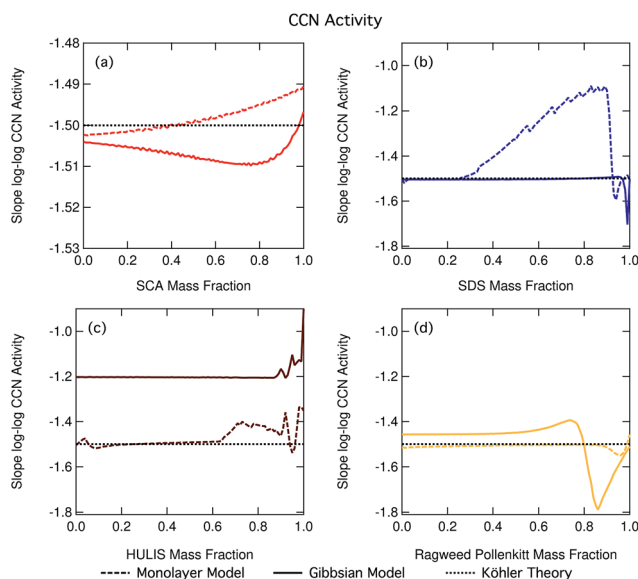 CCN Activity
(a)
Slope log-log CCN Activity
-1.48
-1.49
-1.50
-1.51
-1.52
-1.53
0.0 0.2 0.4 0.6 0.8 1.0
SCA Mass Fraction
(b)
Slope log-log CCN Activity
-1.0
-1.2
-1.4
-1.6
-1.8
0.0 0.2 0.4 0.6 0.8 1.0
SDS Mass Fraction
(c)
Slope log-log CCN Activity
-1.0
-1.2
-1.4
-1.6
-1.8
0.0 0.2 0.4 0.6 0.8 1.0
HULIS Mass Fraction
(d)
Slope log-log CCN Activity
-1.0
-1.2
-1.4
-1.6
-1.8
0.0 0.2 0.4 0.6 0.8 1.0
Ragweed Pollenkitt Mass Fraction
Monolayer Model Gibbsian Model Köhler Theory